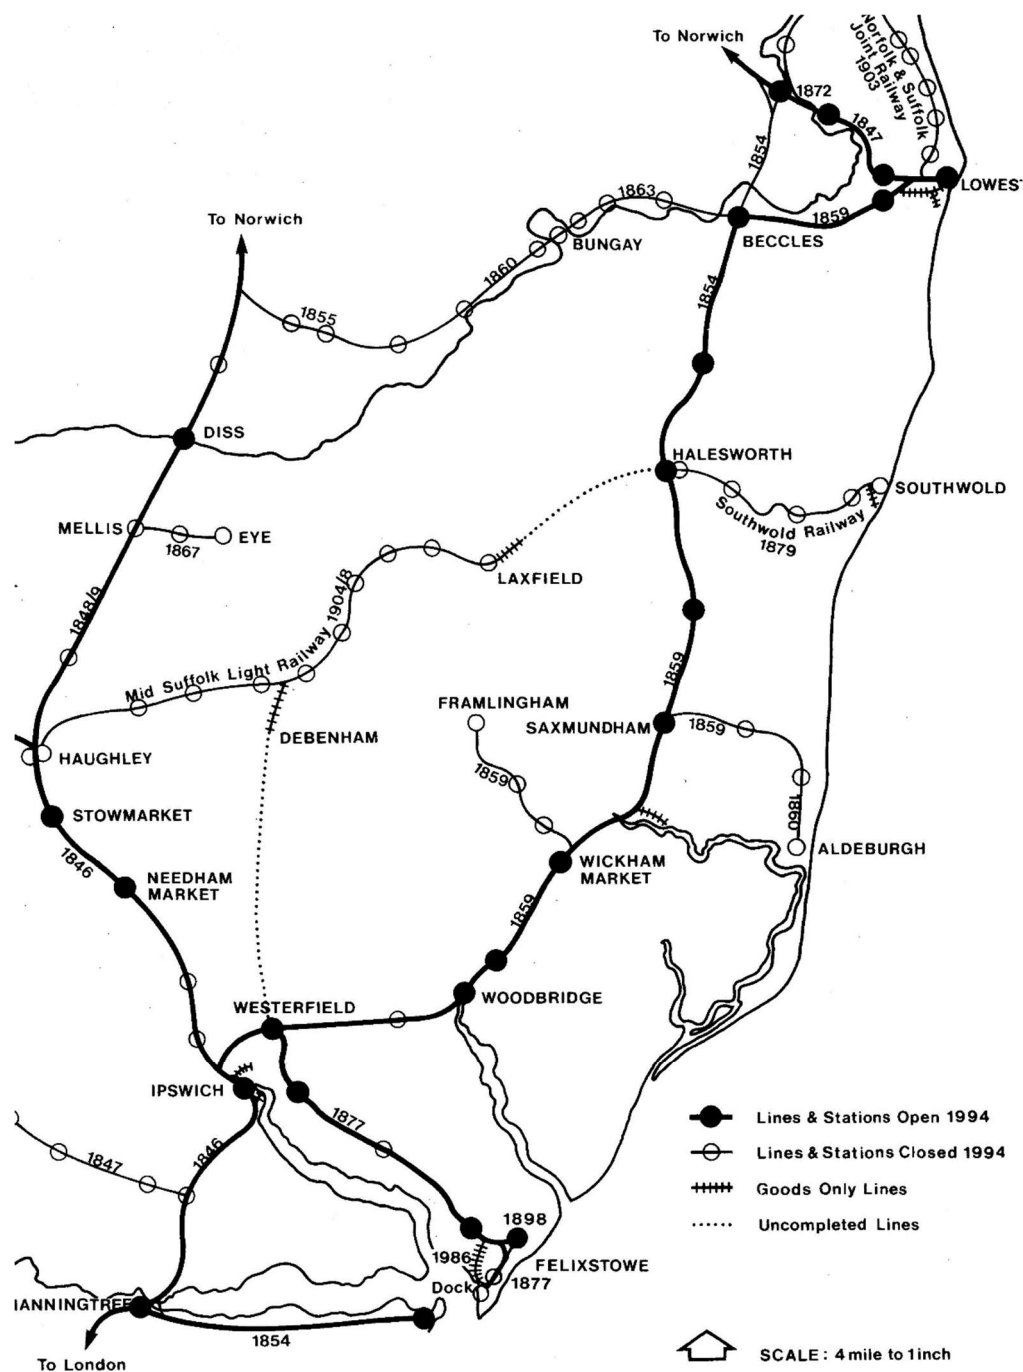 To Norwich
Norfolk & Suffolk
Joint Railway
1903
1872
1847
1854
LOWEST
1863
1859
To Norwich
BUNGAY
BECCLES
1860
1854
1855
DISS
HALESWORTH
SOUTHWOLD
Southwold Railway
1879
MELLIS
EYE
1867
LAXFIELD
1848/9
Mid Suffolk Light Railway 1904/8
1859
FRAMLINGHAM
SAXMUNDHAM
1859
DEBENHAM
HAUGHLEY
1859
1860
STOWMARKET
ALDEBURGH
1846
NEEDHAM
MARKET
WICKHAM
MARKET
1859
WESTERFIELD
WOODBRIDGE
IPSWICH
1877
Lines & Stations Open 1994
1846
1847
Lines & Stations Closed 1994
Goods Only Lines
1898
Uncompleted Lines
1986
FELIXSTOWE
Dock
1877
IANNINGTREE
1854
To London
SCALE: 4 mile to 1 inch